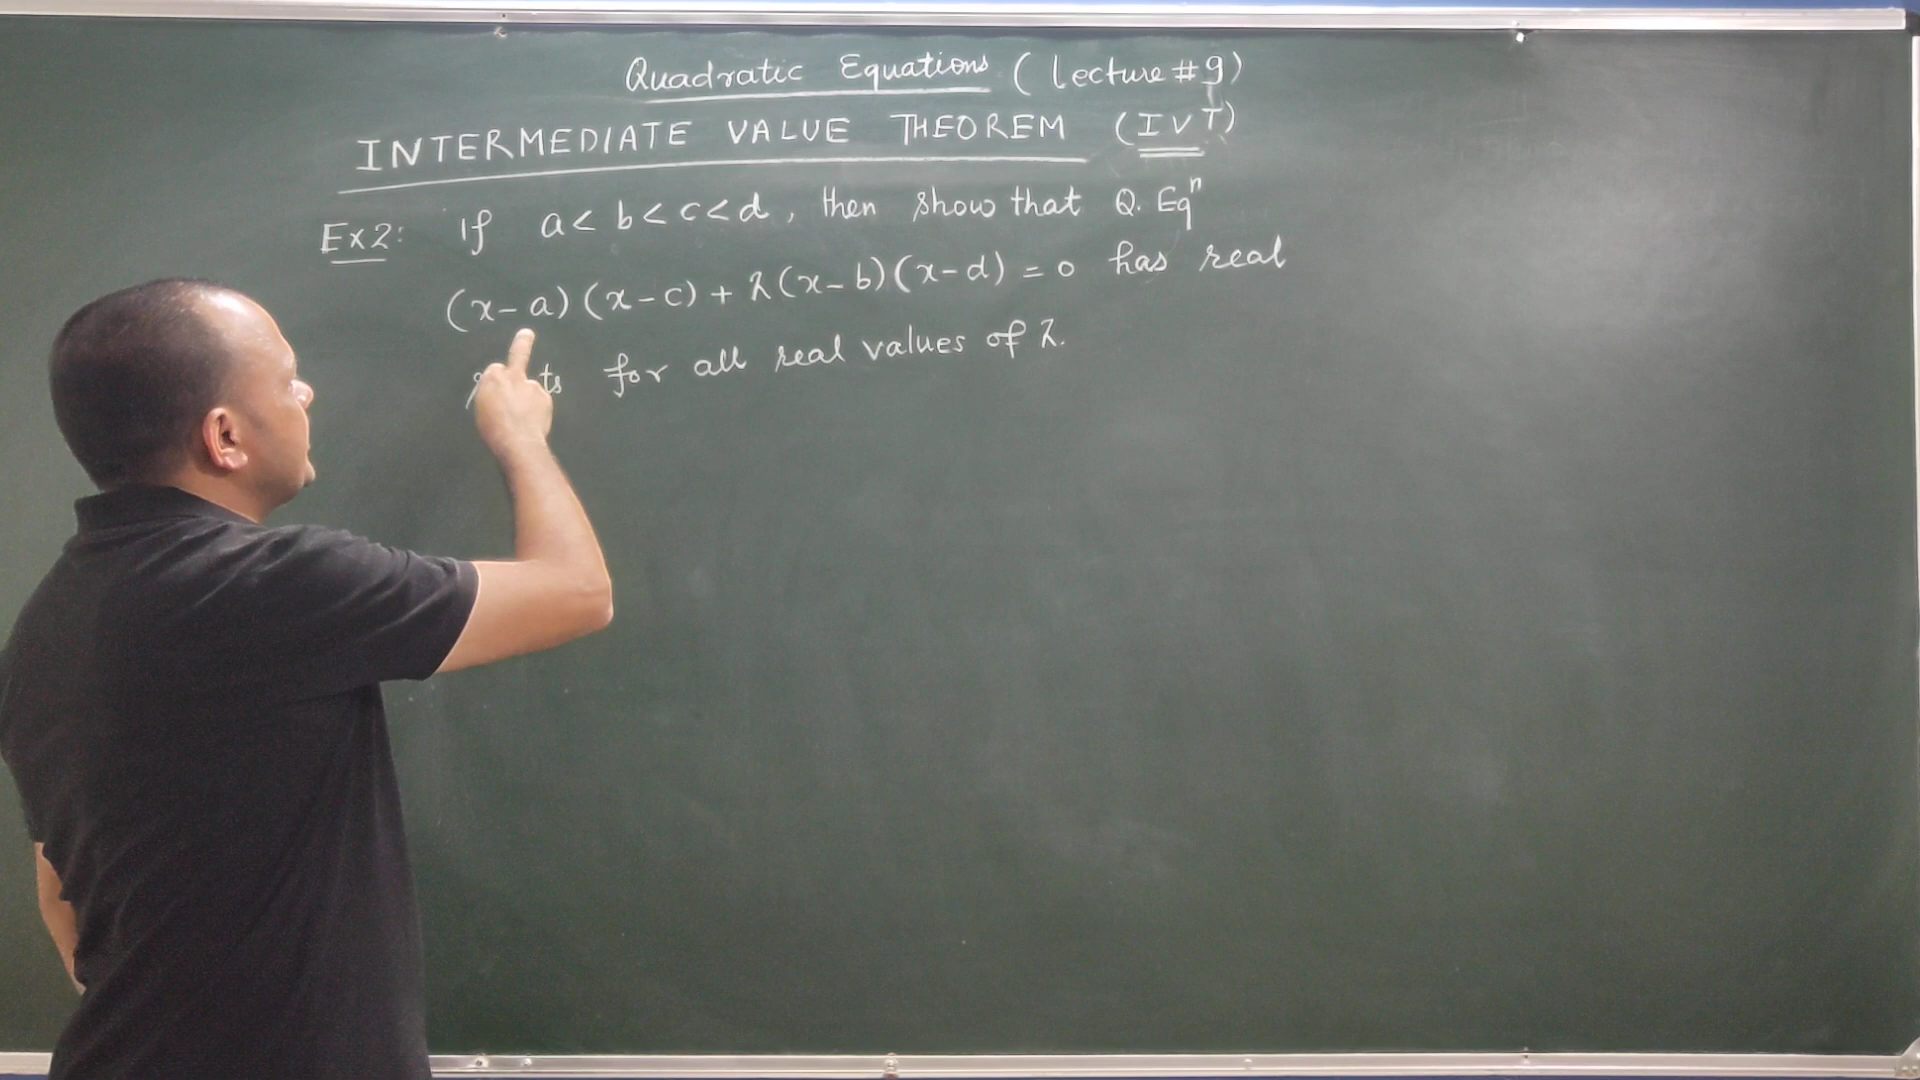 Quadratic Equations (Lecture #9)
INTERMEDIATE VALUE THEOREM (IVT)
Ex2: If a< b<c<d, then show that Q. Eqⁿ
(x-a)(x-c) + λ(x-b)(x-d) = 0 has real
for all real values of λ.